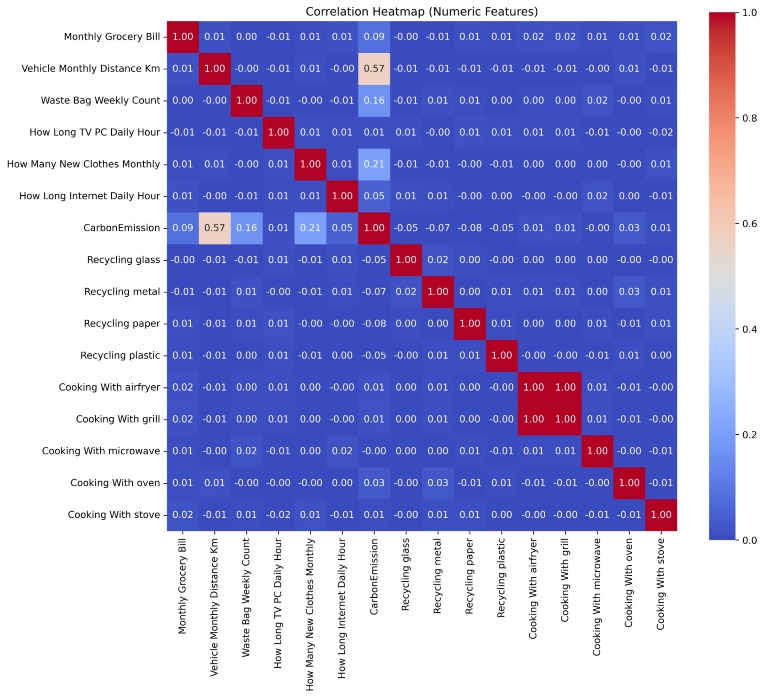 Correlation Heatmap (Numeric Features)
Monthly Grocery Bill 1.00 0.01 0.00 -0.01 0.01 0.01 0.09 -0.00 -0.01 0.01 0.01 0.02 0.02 0.01 0.01 0.02
Vehicle Monthly Distance Km 0.01 1.00 -0.00 -0.01 0.01 -0.00 0.57 -0.01 -0.01 -0.01 -0.01 -0.01 -0.01 -0.00 0.01 -0.01
Waste Bag Weekly Count 0.00 -0.00 1.00 -0.01 -0.00 -0.01 0.16 -0.01 0.01 0.01 0.00 0.00 0.00 0.02 -0.00 0.01
How Long TV PC Daily Hour -0.01 -0.01 -0.01 1.00 0.01 0.01 0.01 0.01 -0.00 0.01 0.01 0.01 0.01 -0.01 -0.00 -0.02
How Many New Clothes Monthly 0.01 0.01 -0.00 0.01 1.00 0.01 0.21 -0.01 -0.01 -0.00 -0.01 0.00 0.00 0.00 -0.00 0.01
How Long Internet Daily Hour 0.01 -0.00 -0.01 0.01 0.01 1.00 0.05 0.01 0.01 -0.00 -0.00 -0.00 -0.00 0.02 -0.00 0.01
CarbonEmission 0.09 0.57 0.16 0.01 0.21 0.05 1.00 -0.05 -0.07 -0.08 -0.05 0.01 0.01 -0.00 0.03 0.01
Recycling glass -0.00 -0.01 -0.01 0.01 -0.01 0.01 -0.05 1.00 0.02 0.00 -0.00 0.00 0.00 0.00 -0.00 -0.00
Recycling metal -0.01 -0.01 0.01 -0.00 -0.01 0.01 -0.07 0.02 1.00 0.00 0.01 0.01 0.01 0.00 0.03 0.01
Recycling paper 0.01 -0.01 0.01 0.01 -0.00 -0.00 -0.08 0.00 0.00 1.00 0.01 0.00 0.00 0.01 -0.01 0.01
Recycling plastic 0.01 -0.01 0.00 0.01 -0.01 -0.00 -0.05 -0.00 0.01 0.01 1.00 -0.00 -0.00 -0.01 0.01 0.00
Cooking With airfryer 0.02 -0.01 0.00 0.01 0.00 -0.00 0.01 0.00 0.01 0.00 -0.00 1.00 1.00 0.01 -0.01 -0.00
Cooking With grill 0.02 -0.01 0.00 0.01 0.00 -0.00 0.01 0.00 0.01 0.00 -0.00 1.00 1.00 0.01 -0.01 -0.00
Cooking With microwave 0.01 -0.00 0.02 -0.01 0.00 0.02 -0.00 0.00 0.00 0.01 -0.01 0.01 0.01 1.00 -0.00 -0.01
Cooking With oven 0.01 0.01 -0.00 -0.00 -0.00 -0.00 0.03 -0.00 0.03 -0.01 0.01 -0.01 -0.01 -0.00 1.00 -0.01
Cooking With stove 0.02 -0.01 0.01 -0.02 0.01 0.01 0.01 -0.00 0.01 0.01 0.00 -0.00 -0.00 -0.01 -0.01 1.00
Monthly Grocery Bill
Vehicle Monthly Distance Km
Waste Bag Weekly Count
How Long TV PC Daily Hour
How Many New Clothes Monthly
How Long Internet Daily Hour
CarbonEmission
Recycling glass
Recycling metal
Recycling paper
Recycling plastic
Cooking With airfryer
Cooking With grill
Cooking With microwave
Cooking With oven
Cooking With stove
1.0
0.8
0.6
0.4
0.2
0.0